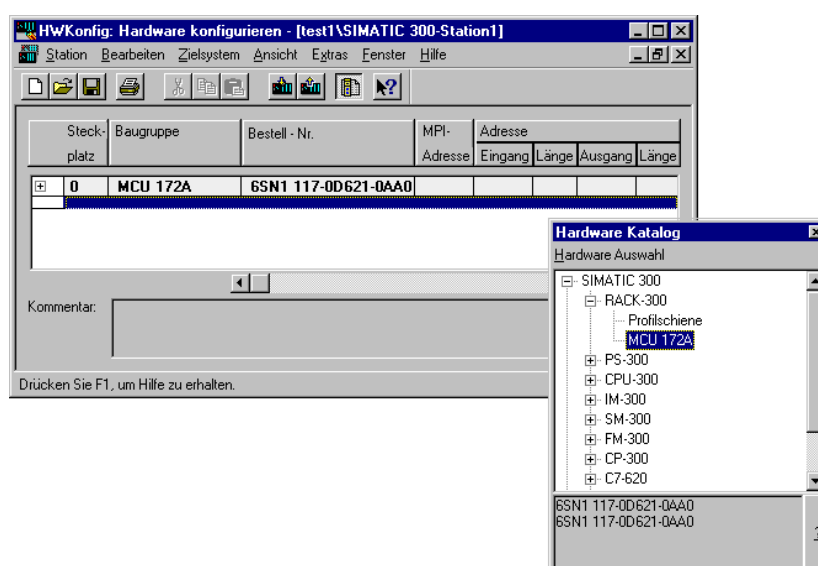 HWKonfig: Hardware konfigurieren - [test1\SIMATIC 300-Station1]
Station Bearbeiten Zielsystem Ansicht Extras Fenster Hilfe
Steck- Baugruppe Bestell - Nr. MPI- Adresse
platz Adresse Eingang Länge Ausgang Länge
0 MCU 172A 6SN1 117-0D621-0AA0
Kommentar:
Drücken Sie F1, um Hilfe zu erhalten.
Hardware Katalog
Hardware Auswahl
SIMATIC 300
RACK-300
Profilschiene
MCU 172A
PS-300
CPU-300
IM-300
SM-300
FM-300
CP-300
C7-620
6SN1 117-0D621-0AA0
6SN1 117-0D621-0AA0